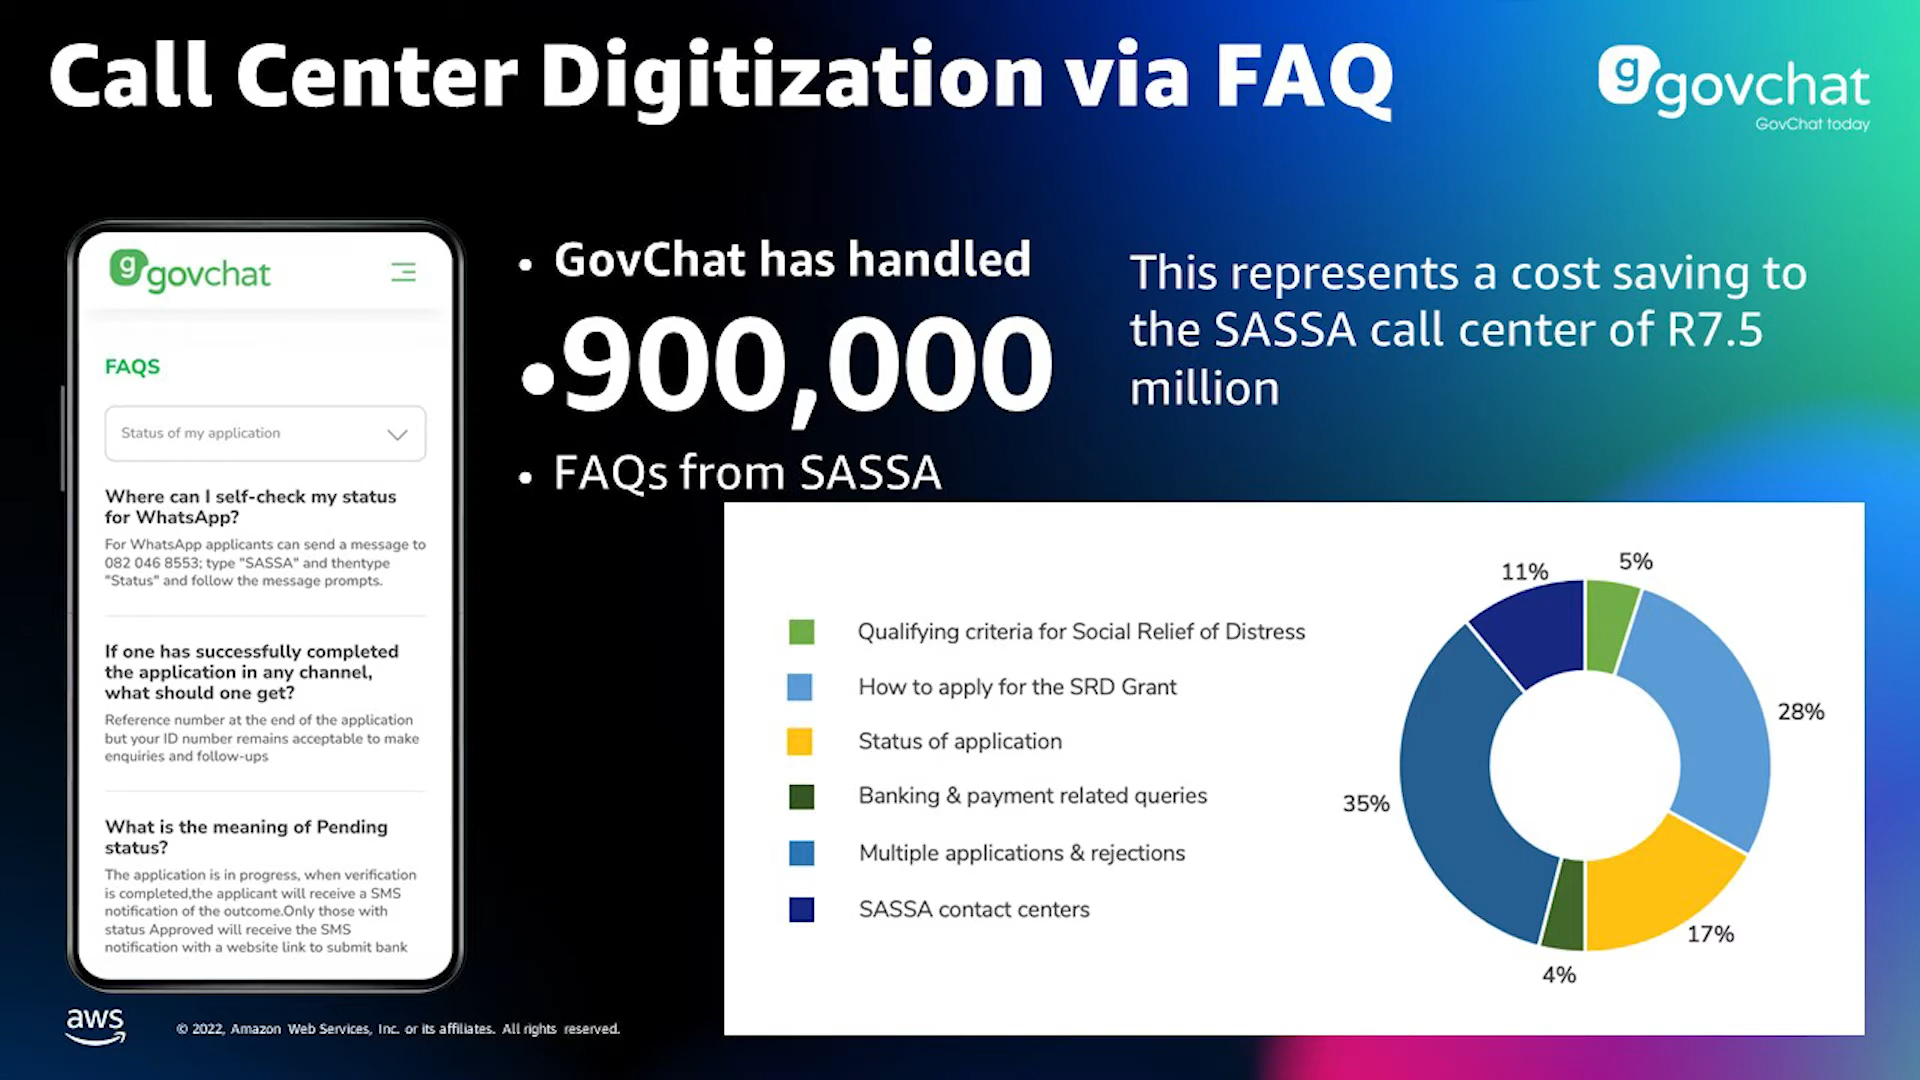 Call Center Digitization via FAQ
govchat
GovChat today
govchat
FAQS
Status of my application
Where can I self-check my status
for WhatsApp?
For WhatsApp applicants can send a message to
082 046 8553; type "SASSA" and thentype
"Status" and follow the message prompts.
If one has successfully completed
the application in any channel,
what should one get?
Reference number at the end of the application
but your ID number remains acceptable to make
enquiries and follow-ups
What is the meaning of Pending
status?
The application is in progress, when verification
is completed,the applicant will receive a SMS
notification of the outcome.Only those with
status Approved will receive the SMS
notification with a website link to submit bank
• GovChat has handled
•900,000
• FAQs from SASSA
This represents a cost saving to
the SASSA call center of R7.5
million
Qualifying criteria for Social Relief of Distress
How to apply for the SRD Grant
Status of application
Banking & payment related queries
Multiple applications & rejections
SASSA contact centers
11%
5%
28%
35%
17%
4%
aws
© 2022, Amazon Web Services, Inc. or its affiliates. All rights reserved.